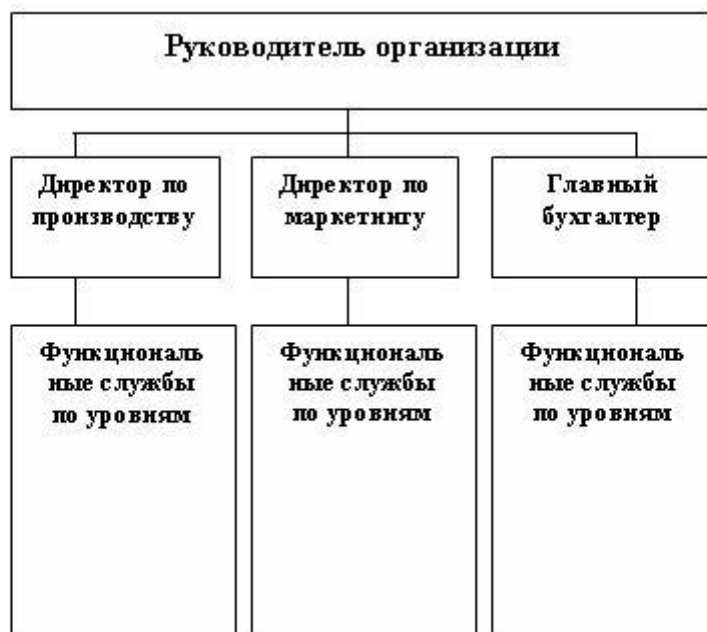 Руководитель организации
Директор по
производству
Директор по
маркетингу
Главный
бухгалтер
Функциональ
ные службы
по уровням
Функциональ
ные службы
по уровням
Функциональ
ные службы
по уровням